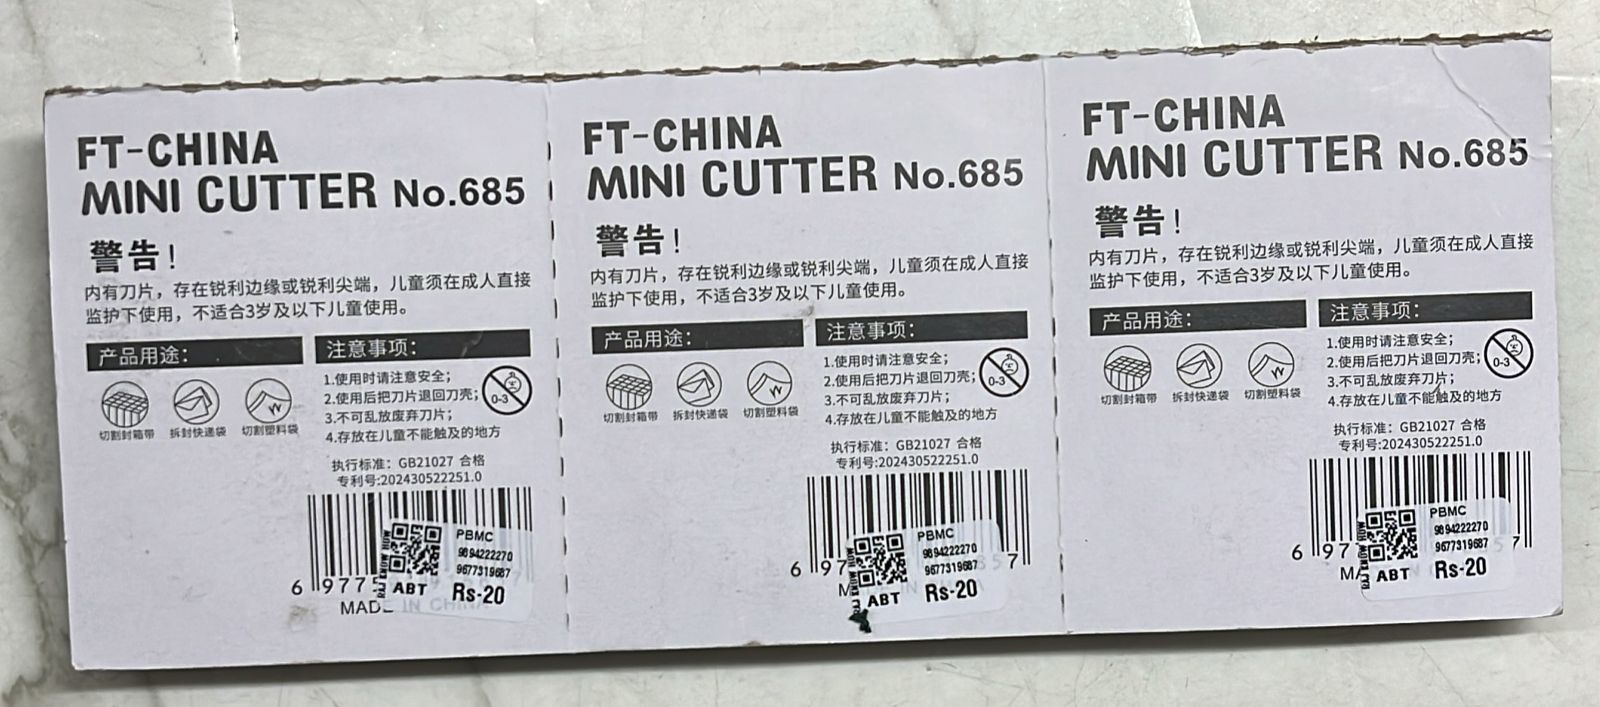 FT-CHINA
MINI CUTTER No.685
警告!
内有刀片，存在锐利边缘或锐利尖端，儿童须在成人直接
监护下使用，不适合3岁及以下儿童使用。
产品用途：
切割封箱带 拆封快递袋 切割塑料袋
注意事项：
1.使用时请注意安全；
2.使用后把刀片退回刀壳；
3.不可乱放废弃刀片；
4.存放在儿童不能触及的地方
0-3
执行标准：GB21027 合格
专利号:202430522251.0
6 9775
MADE IN CHINA
RAJ KNOW HOW
PBMC
9894222270
9677319687
ABT Rs-20
FT-CHINA
MINI CUTTER No.685
警告!
内有刀片，存在锐利边缘或锐利尖端，儿童须在成人直接
监护下使用，不适合3岁及以下儿童使用。
产品用途：
切割封箱带 拆封快递袋 切割塑料袋
注意事项：
1.使用时请注意安全；
2.使用后把刀片退回刀壳；
3.不可乱放废弃刀片；
4.存放在儿童不能触及的地方
0-3
执行标准：GB21027 合格
专利号:202430522251.0
6 97 57
PBMC
9894222270
9677319687
ABT Rs-20
FT-CHINA
MINI CUTTER No.685
警告!
内有刀片，存在锐利边缘或锐利尖端，儿童须在成人直接
监护下使用，不适合3岁及以下儿童使用。
产品用途：
切割封箱带 拆封快递袋 切割塑料袋
注意事项：
1.使用时请注意安全；
2.使用后把刀片退回刀壳；
3.不可乱放废弃刀片；
4.存放在儿童不能触及的地方
0-3
执行标准：GB21027 合格
专利号:202430522251.0
6 97 7
PBMC
9894222270
9677319687
ABT Rs-20